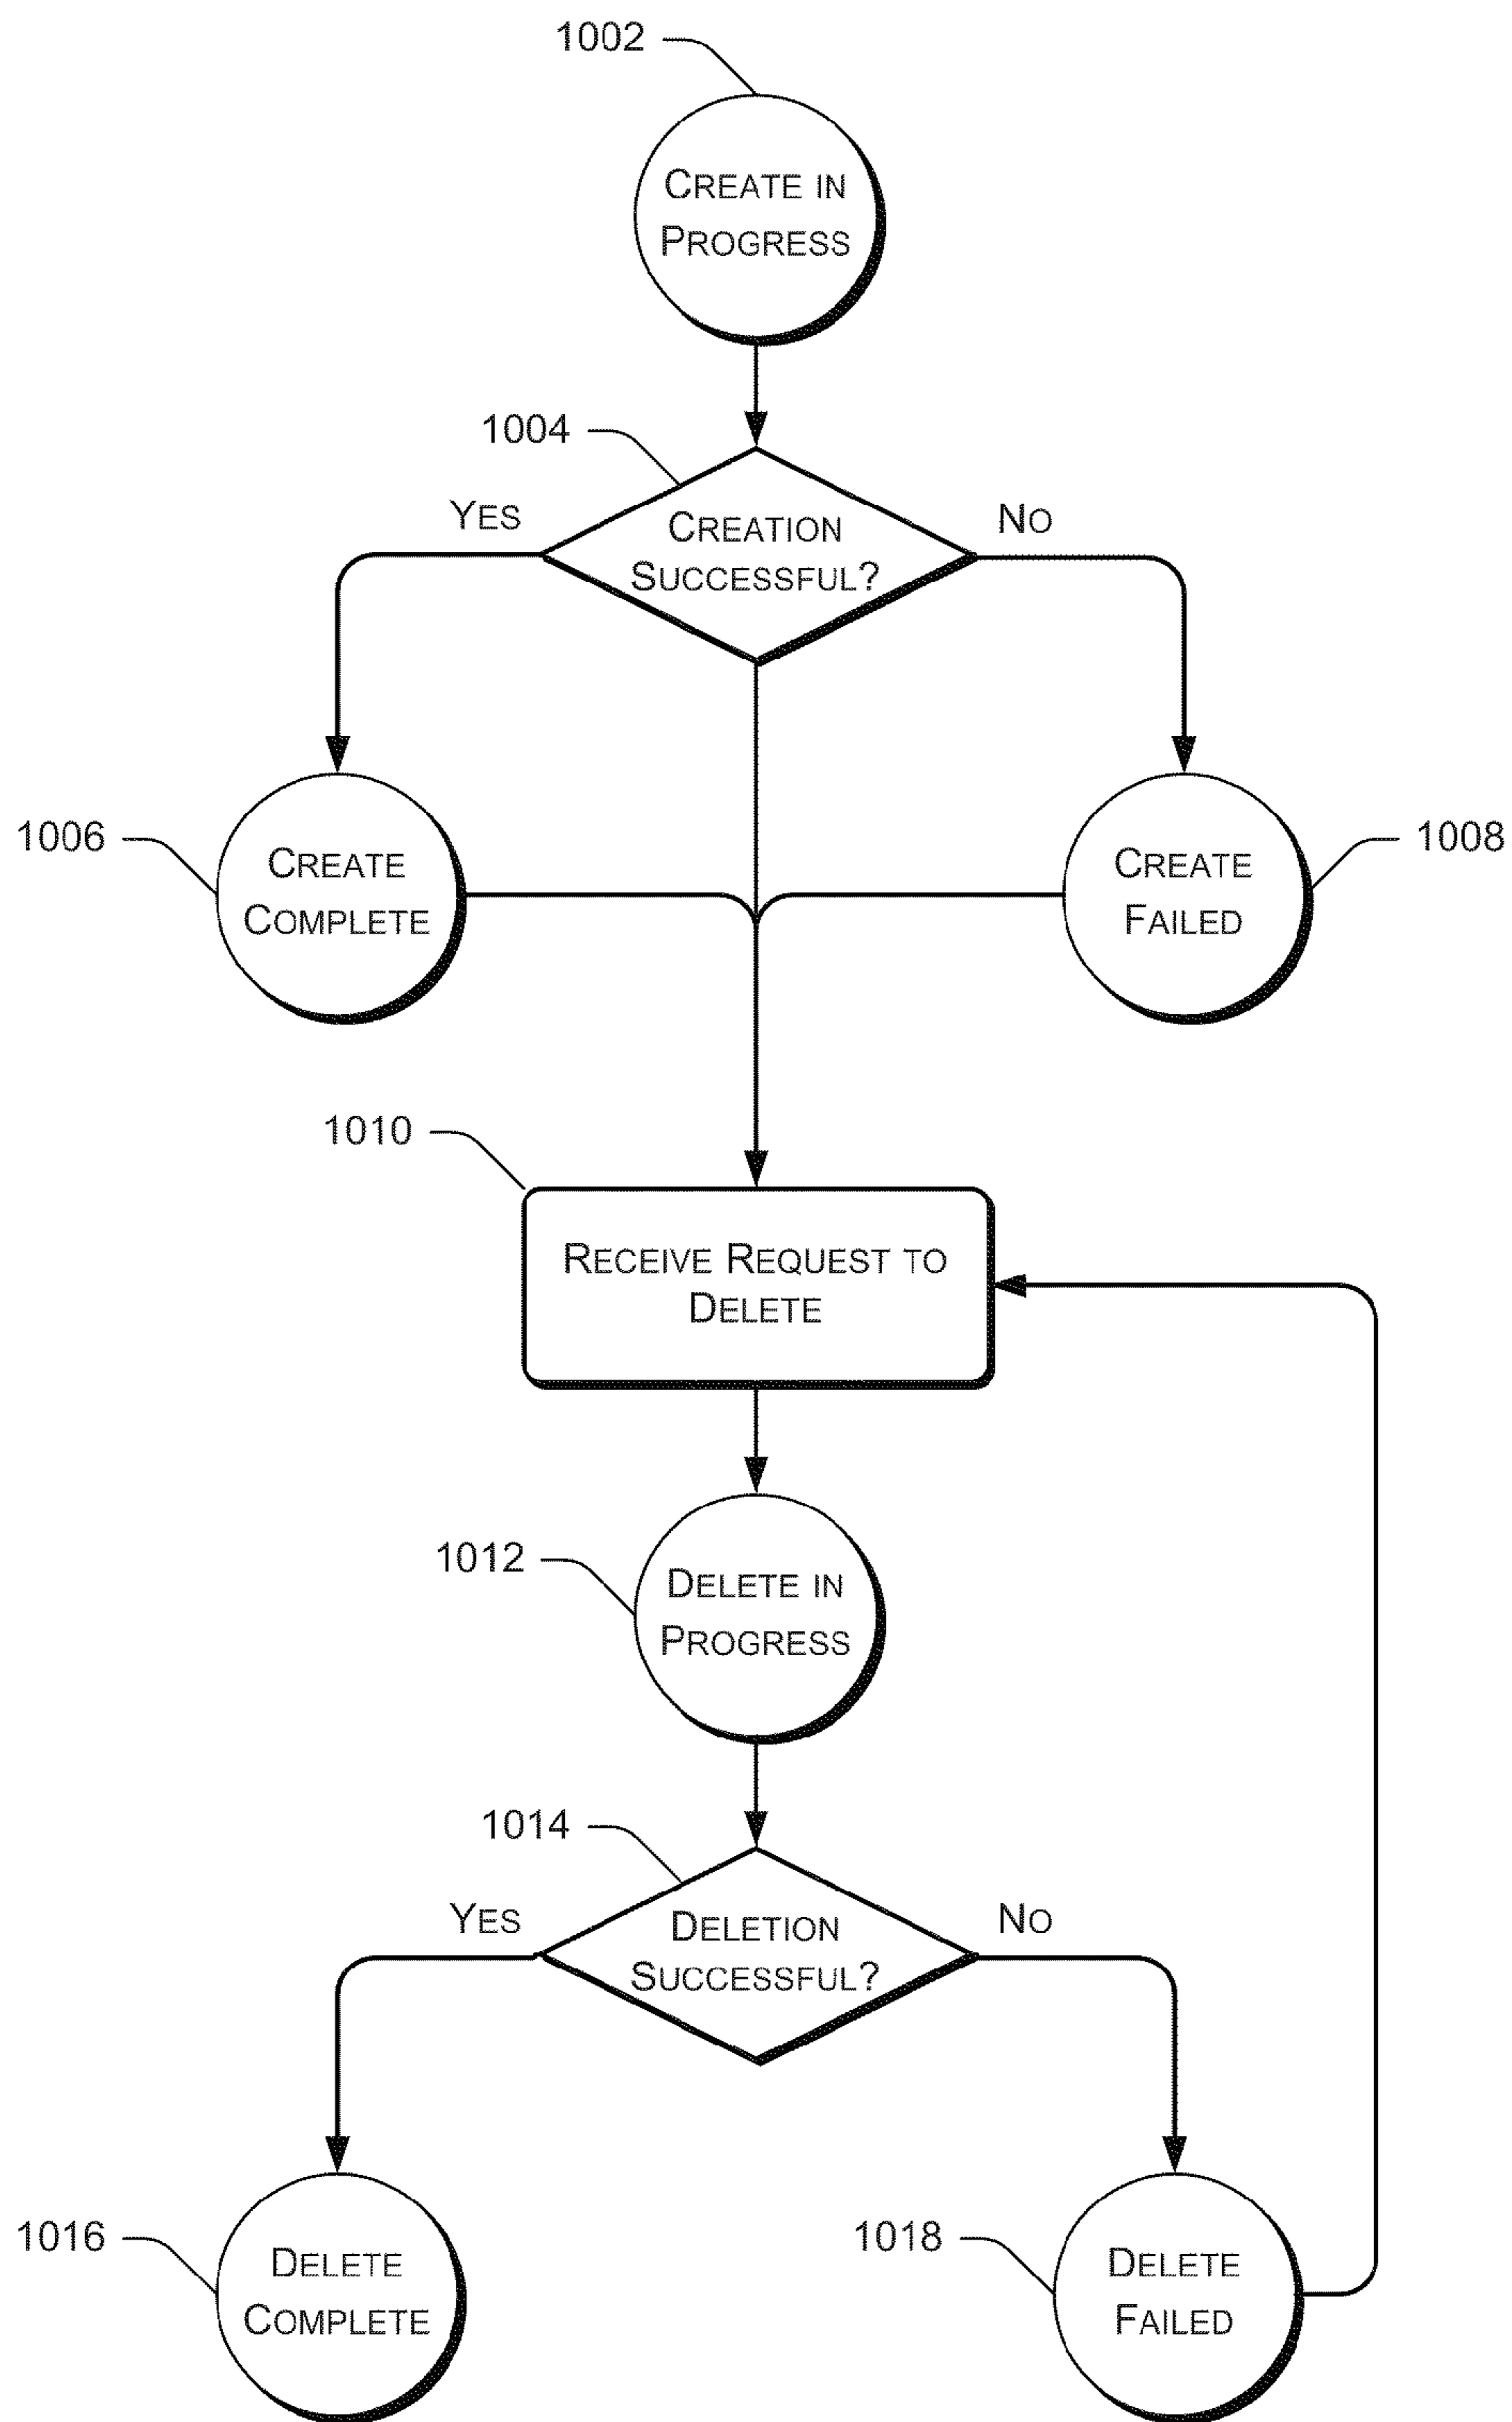 1002
CREATE IN
PROGRESS
1004
YES
CREATION
SUCCESSFUL?
NO
1006
CREATE
COMPLETE
CREATE
FAILED
1008
1010
RECEIVE REQUEST TO
DELETE
1012
DELETE IN
PROGRESS
1014
YES
DELETION
SUCCESSFUL?
NO
1016
DELETE
COMPLETE
1018
DELETE
FAILED